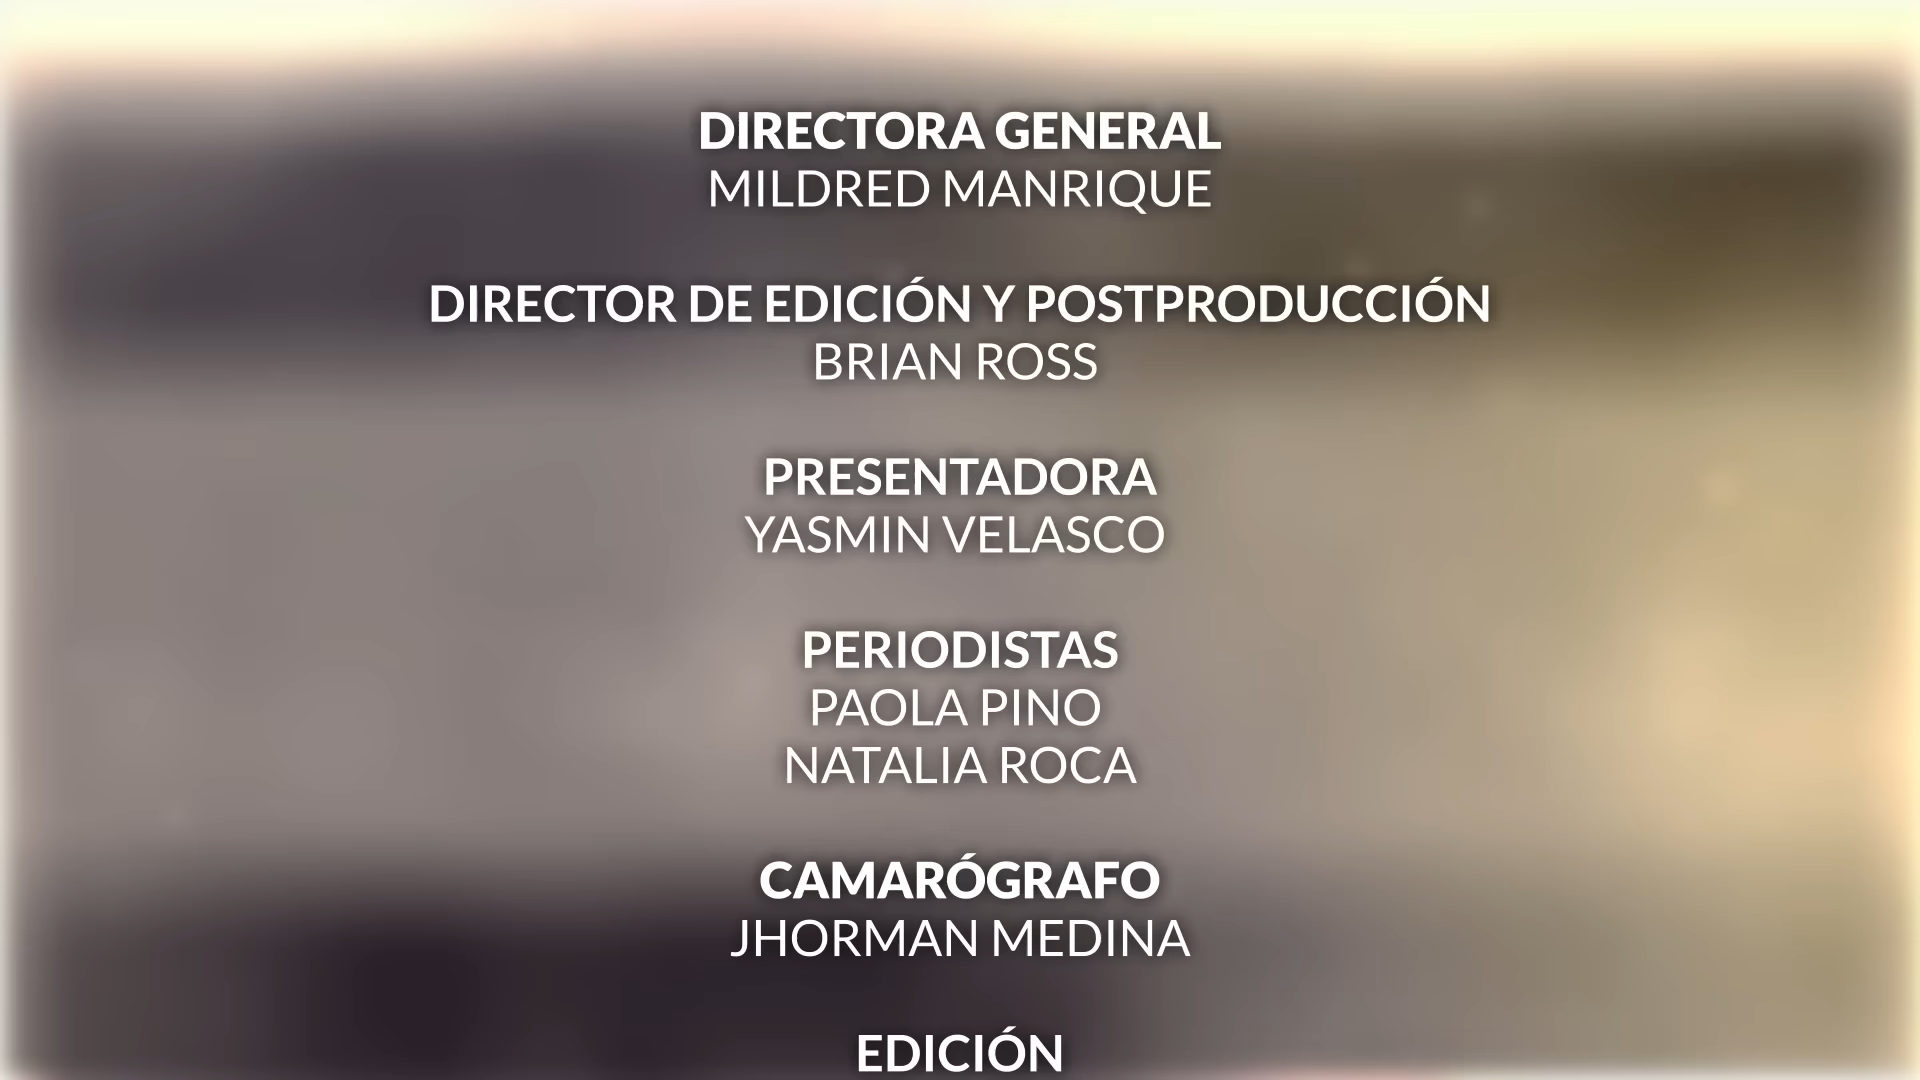 DIRECTORA GENERAL
MILDRED MANRIQUE
DIRECTOR DE EDICIÓN Y POSTPRODUCCIÓN
BRIAN ROSS
PRESENTADORA
YASMIN VELASCO
PERIODISTAS
PAOLA PINO
NATALIA ROCA
CAMARÓGRAFO
JHORMAN MEDINA
EDICIÓN